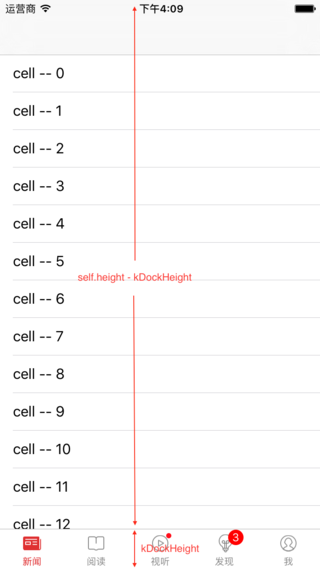 运营商 下午4:09
cell -- 0
cell -- 1
cell -- 2
cell -- 3
cell -- 4
cell -- 5
self.height - kDockHeight
cell -- 6
cell -- 7
cell -- 8
cell -- 9
cell -- 10
cell -- 11
cell -- 12
3
kDockHeight
新闻 阅读 视听 发现 我